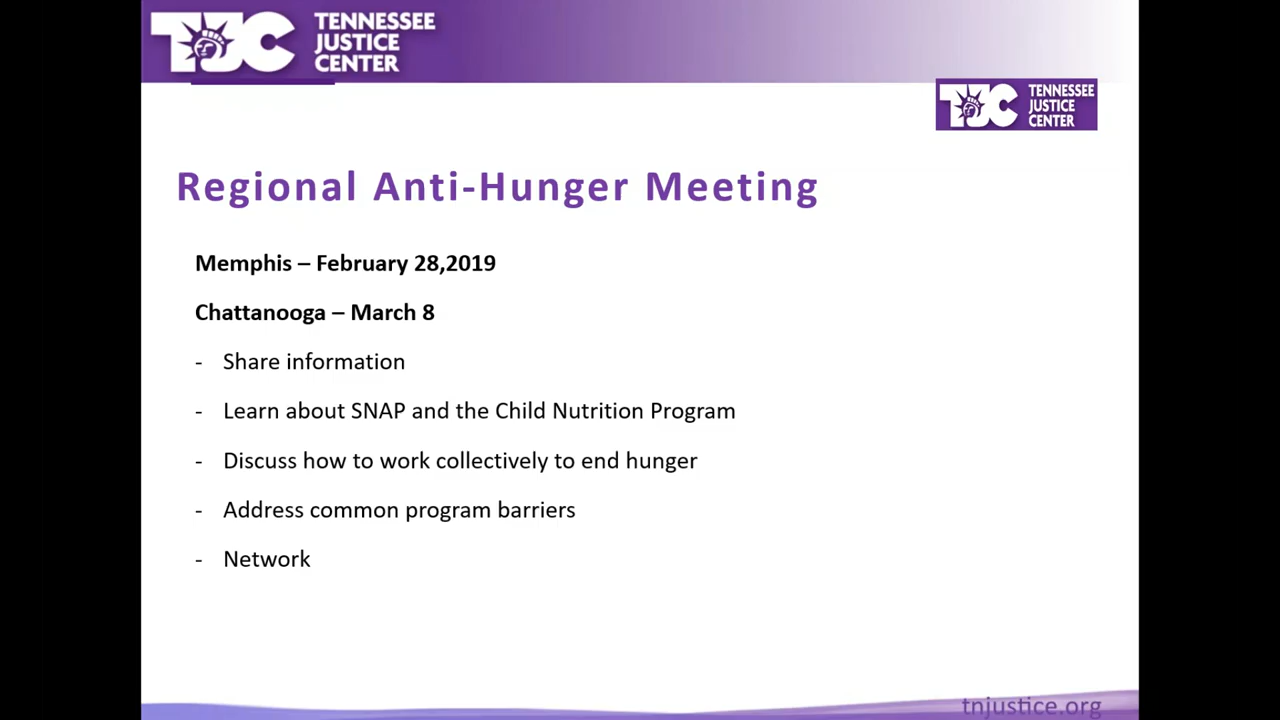 TJC TENNESSEE
JUSTICE
CENTER
TJC TENNESSEE
JUSTICE
CENTER
Regional Anti-Hunger Meeting
Memphis – February 28,2019
Chattanooga – March 8
- Share information
- Learn about SNAP and the Child Nutrition Program
- Discuss how to work collectively to end hunger
- Address common program barriers
- Network
tnjustice.org